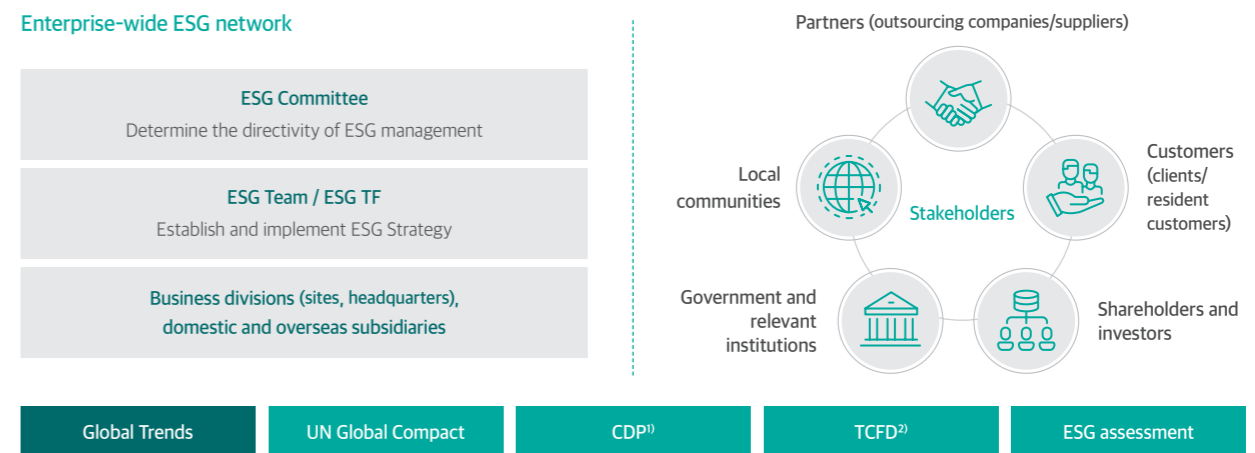 Enterprise-wide ESG network
ESG Committee
Determine the directivity of ESG management
ESG Team / ESG TF
Establish and implement ESG Strategy
Business divisions (sites, headquarters),
domestic and overseas subsidiaries
Partners (outsourcing companies/suppliers)
Local
communities
Customers
(clients/
resident
customers)
Stakeholders
Government and
relevant
institutions
Shareholders and
investors
Global Trends
UN Global Compact
CDP1)
TCFD2)
ESG assessment